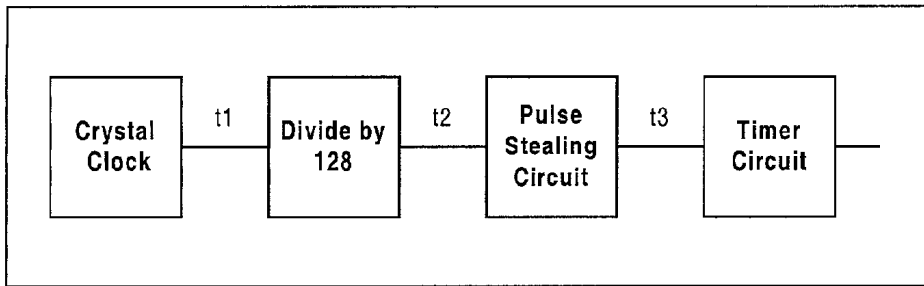 Crystal
Clock
t1
Divide by
128
t2
Pulse
Stealing
Circuit
t3
Timer
Circuit